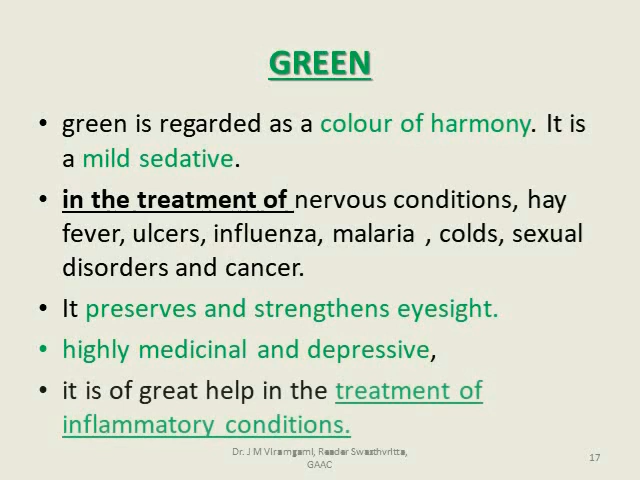 GREEN
• green is regarded as a colour of harmony. It is
a mild sedative.
• in the treatment of nervous conditions, hay
fever, ulcers, influenza, malaria , colds, sexual
disorders and cancer.
• It preserves and strengthens eyesight.
• highly medicinal and depressive,
• it is of great help in the treatment of
inflammatory conditions.
Dr. J M Viramgami, Reader Swasthvritta,
GAAC
17